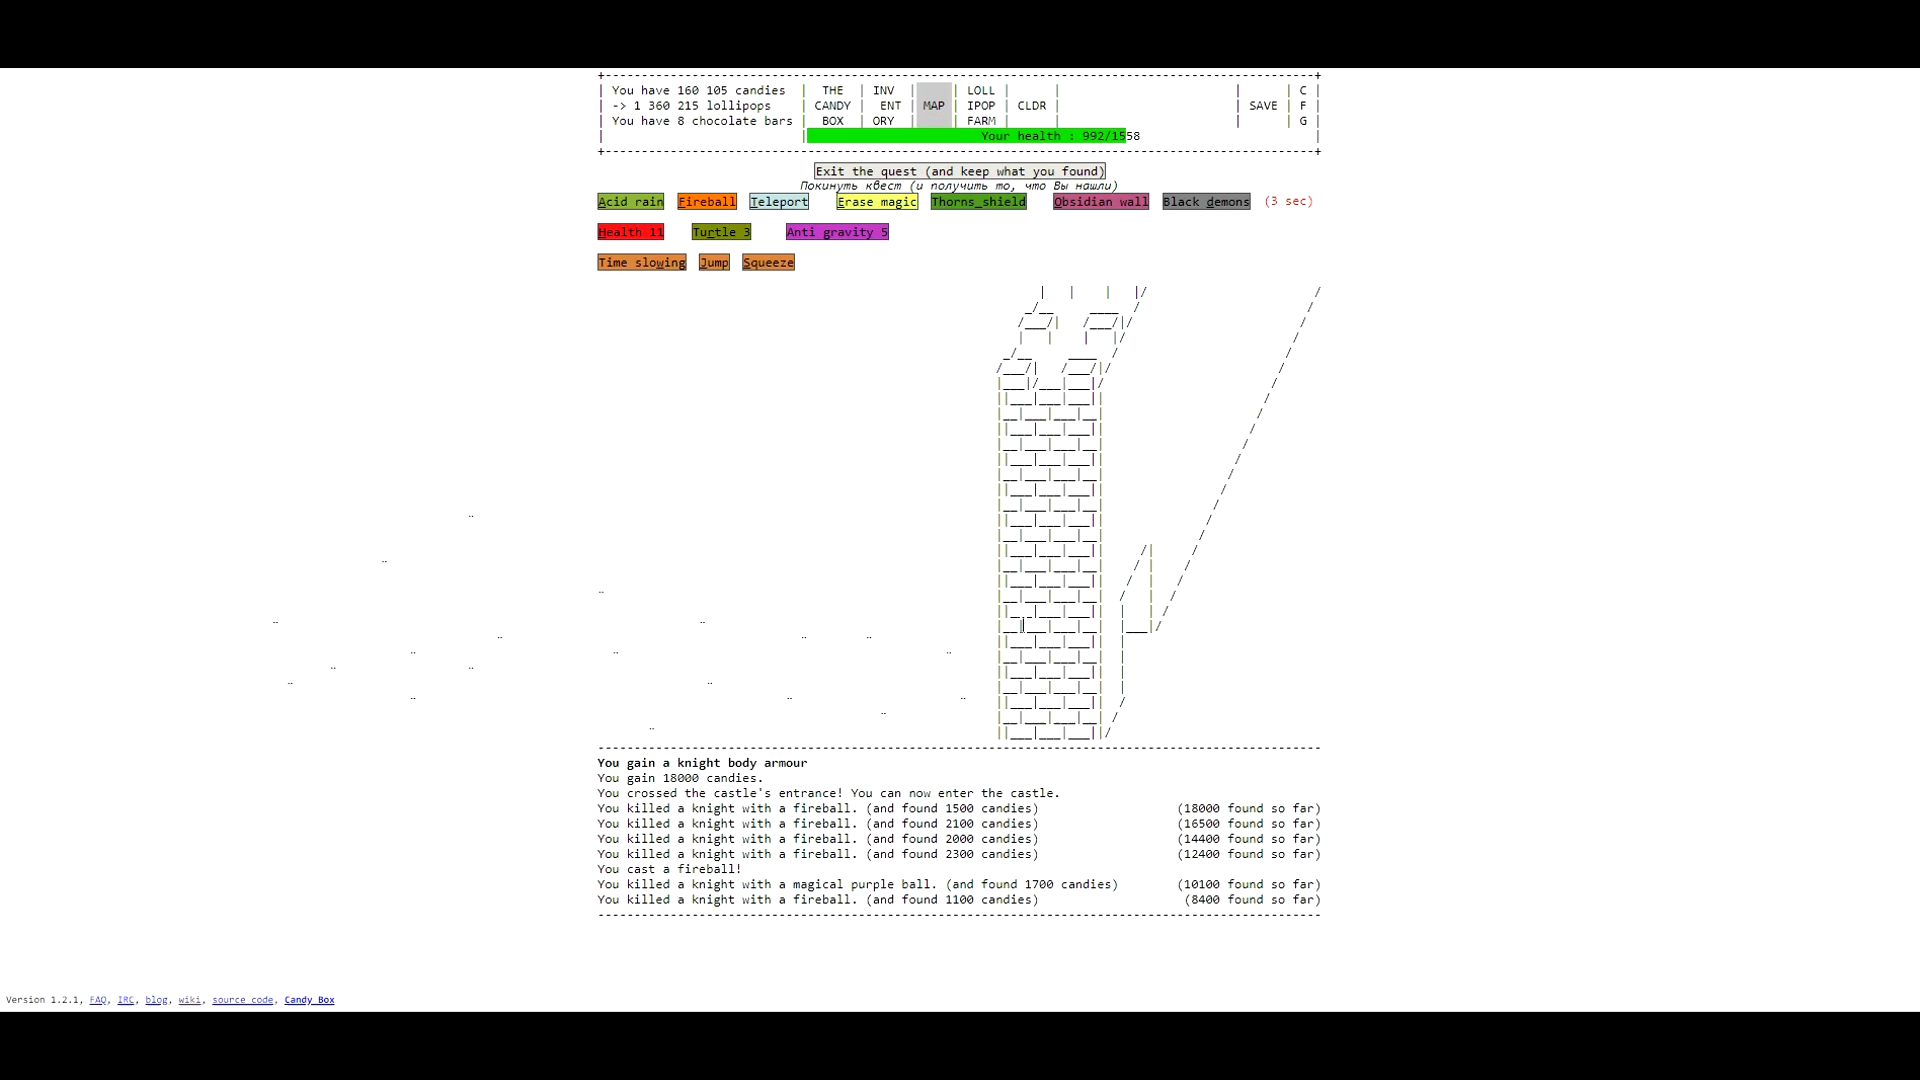 You have 160 105 candies THE INV LOLL C
-> 1 360 215 lollipops CANDY ENT MAP IPOP CLDR SAVE F
You have 8 chocolate bars BOX ORY FARM G
Your health : 992/1558
Exit the quest (and keep what you found)
Покинуть квест (и получить то, что Вы нашли)
Acid rain Fireball Teleport Erase magic Thorns_shield Obsidian wall Black demons (3 sec)
Health 11 Turtle 3 Anti gravity 5
Time slowing Jump Squeeze
You gain a knight body armour
You gain 18000 candies.
You crossed the castle's entrance! You can now enter the castle.
You killed a knight with a fireball. (and found 1500 candies) (18000 found so far)
You killed a knight with a fireball. (and found 2100 candies) (16500 found so far)
You killed a knight with a fireball. (and found 2000 candies) (14400 found so far)
You killed a knight with a fireball. (and found 2300 candies) (12400 found so far)
You cast a fireball!
You killed a knight with a magical purple ball. (and found 1700 candies) (10100 found so far)
You killed a knight with a fireball. (and found 1100 candies) (8400 found so far)
Version 1.2.1, FAQ, IRC, blog, wiki, source code, Candy Box